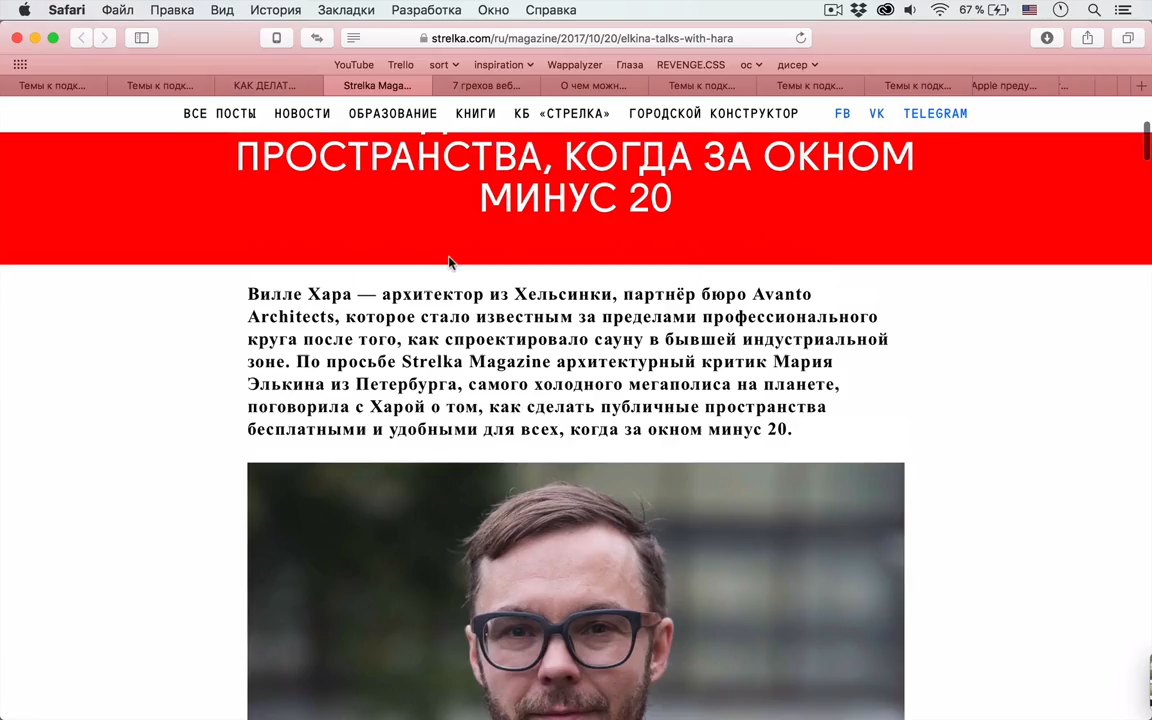 Safari Файл Правка Вид История Закладки Разработка Окно Справка 67 %
strelka.com/ru/magazine/2017/10/20/elkina-talks-with-hara
YouTube Trello sort inspiration Wappalyzer Глаза REVENGE.CSS ос дисер
Темы к подк... Темы к подк... КАК ДЕЛАТ... Strelka Maga... 7 грехов веб... О чем можн... Темы к подк... Темы к подк... Темы к подк... Apple преду... ...
ВСЕ ПОСТЫ НОВОСТИ ОБРАЗОВАНИЕ КНИГИ КБ «СТРЕЛКА» ГОРОДСКОЙ КОНСТРУКТОР FB VK TELEGRAM
ПРОСТРАНСТВА, КОГДА ЗА ОКНОМ
МИНУС 20
Вилле Хара — архитектор из Хельсинки, партнёр бюро Avanto
Architects, которое стало известным за пределами профессионального
круга после того, как спроектировало сауну в бывшей индустриальной
зоне. По просьбе Strelka Magazine архитектурный критик Мария
Элькина из Петербурга, самого холодного мегаполиса на планете,
поговорила с Харой о том, как сделать публичные пространства
бесплатными и удобными для всех, когда за окном минус 20.